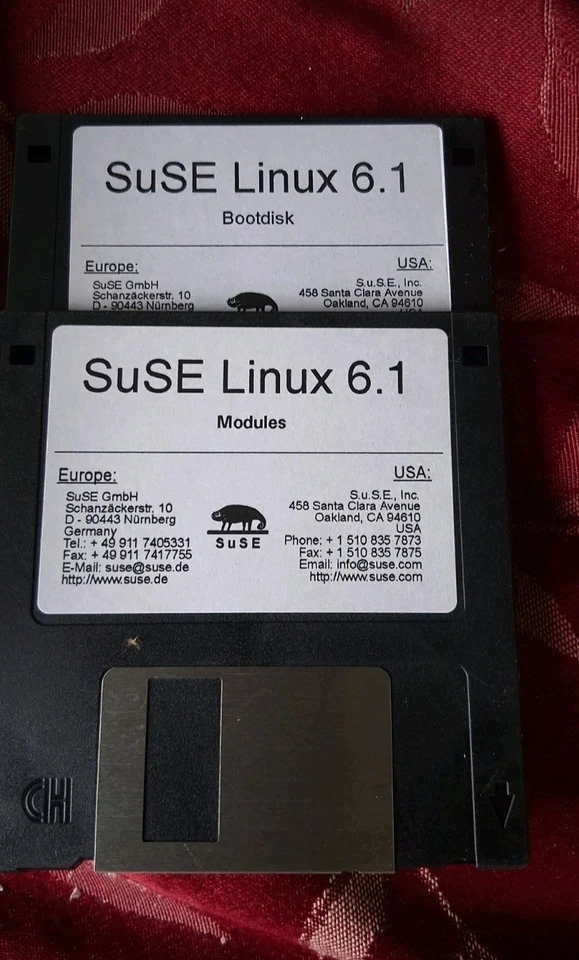 SuSE Linux 6.1
Bootdisk
Europe:
SuSE GmbH
Schanzäckerstr. 10
D - 90443 Nürnberg
USA:
S.u.S.E., Inc.
458 Santa Clara Avenue
Oakland, CA 94610
USA
SuSE Linux 6.1
Modules
Europe:
SuSE GmbH
Schanzäckerstr. 10
D - 90443 Nürnberg
Germany
Tel.: + 49 911 7405331
Fax: + 49 911 7417755
E-Mail: suse@suse.de
http://www.suse.de
SuSE
USA:
S.u.S.E., Inc.
458 Santa Clara Avenue
Oakland, CA 94610
USA
Phone: + 1 510 835 7873
Fax: + 1 510 835 7875
Email: info@suse.com
http://www.suse.com
CH